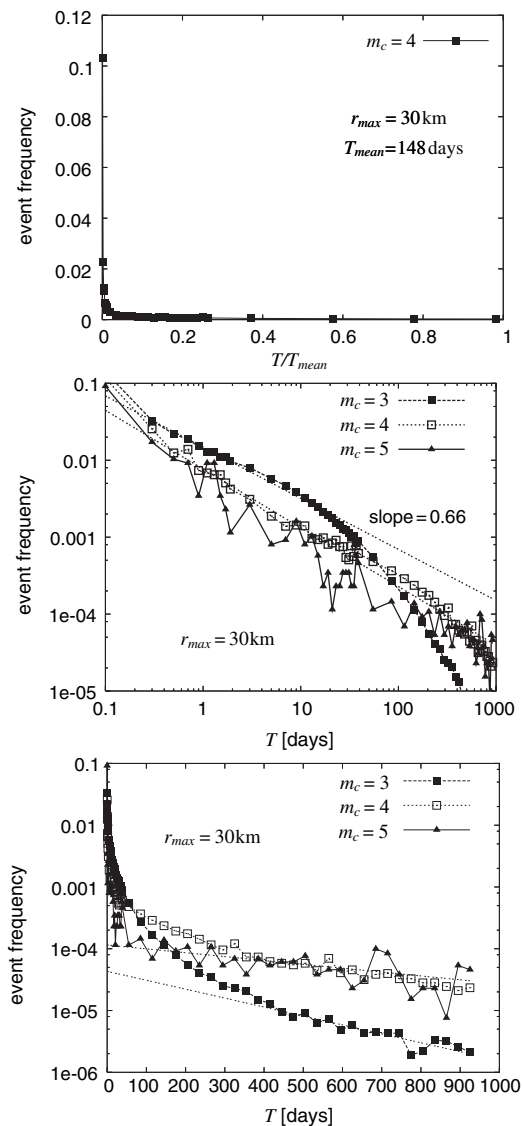 0.12
0.1
0.08
0.06
0.04
0.02
0
event frequency
m_c = 4
r_max = 30 km
T_mean=148 days
0 0.2 0.4 0.6 0.8 1
T/T_mean
0.1
0.01
0.001
1e-04
1e-05
event frequency
m_c = 3
m_c = 4
m_c = 5
slope = 0.66
r_max = 30km
0.1 1 10 100 1000
T [days]
0.1
0.01
0.001
1e-04
1e-05
1e-06
event frequency
m_c = 3
m_c = 4
m_c = 5
r_max = 30km
0 100 200 300 400 500 600 700 800 900 1000
T [days]